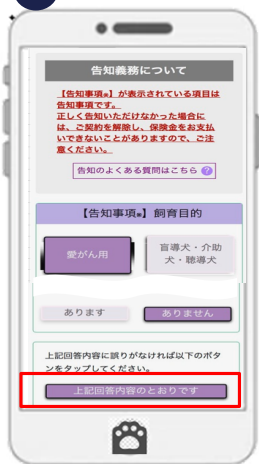 告知義務について
【告知事項※】が表示されている項目は
告知事項です。
正しく告知いただけなかった場合に
は、ご契約を解除し、保険金をお支払
いできないことがありますので、ご注
意ください。
告知のよくある質問はこちら ?
【告知事項※】飼育目的
愛がん用
盲導犬・介助
犬・聴導犬
あります
ありません
上記回答内容に誤りがなければ以下のボタ
ンをタップしてください。
上記回答内容のとおりです